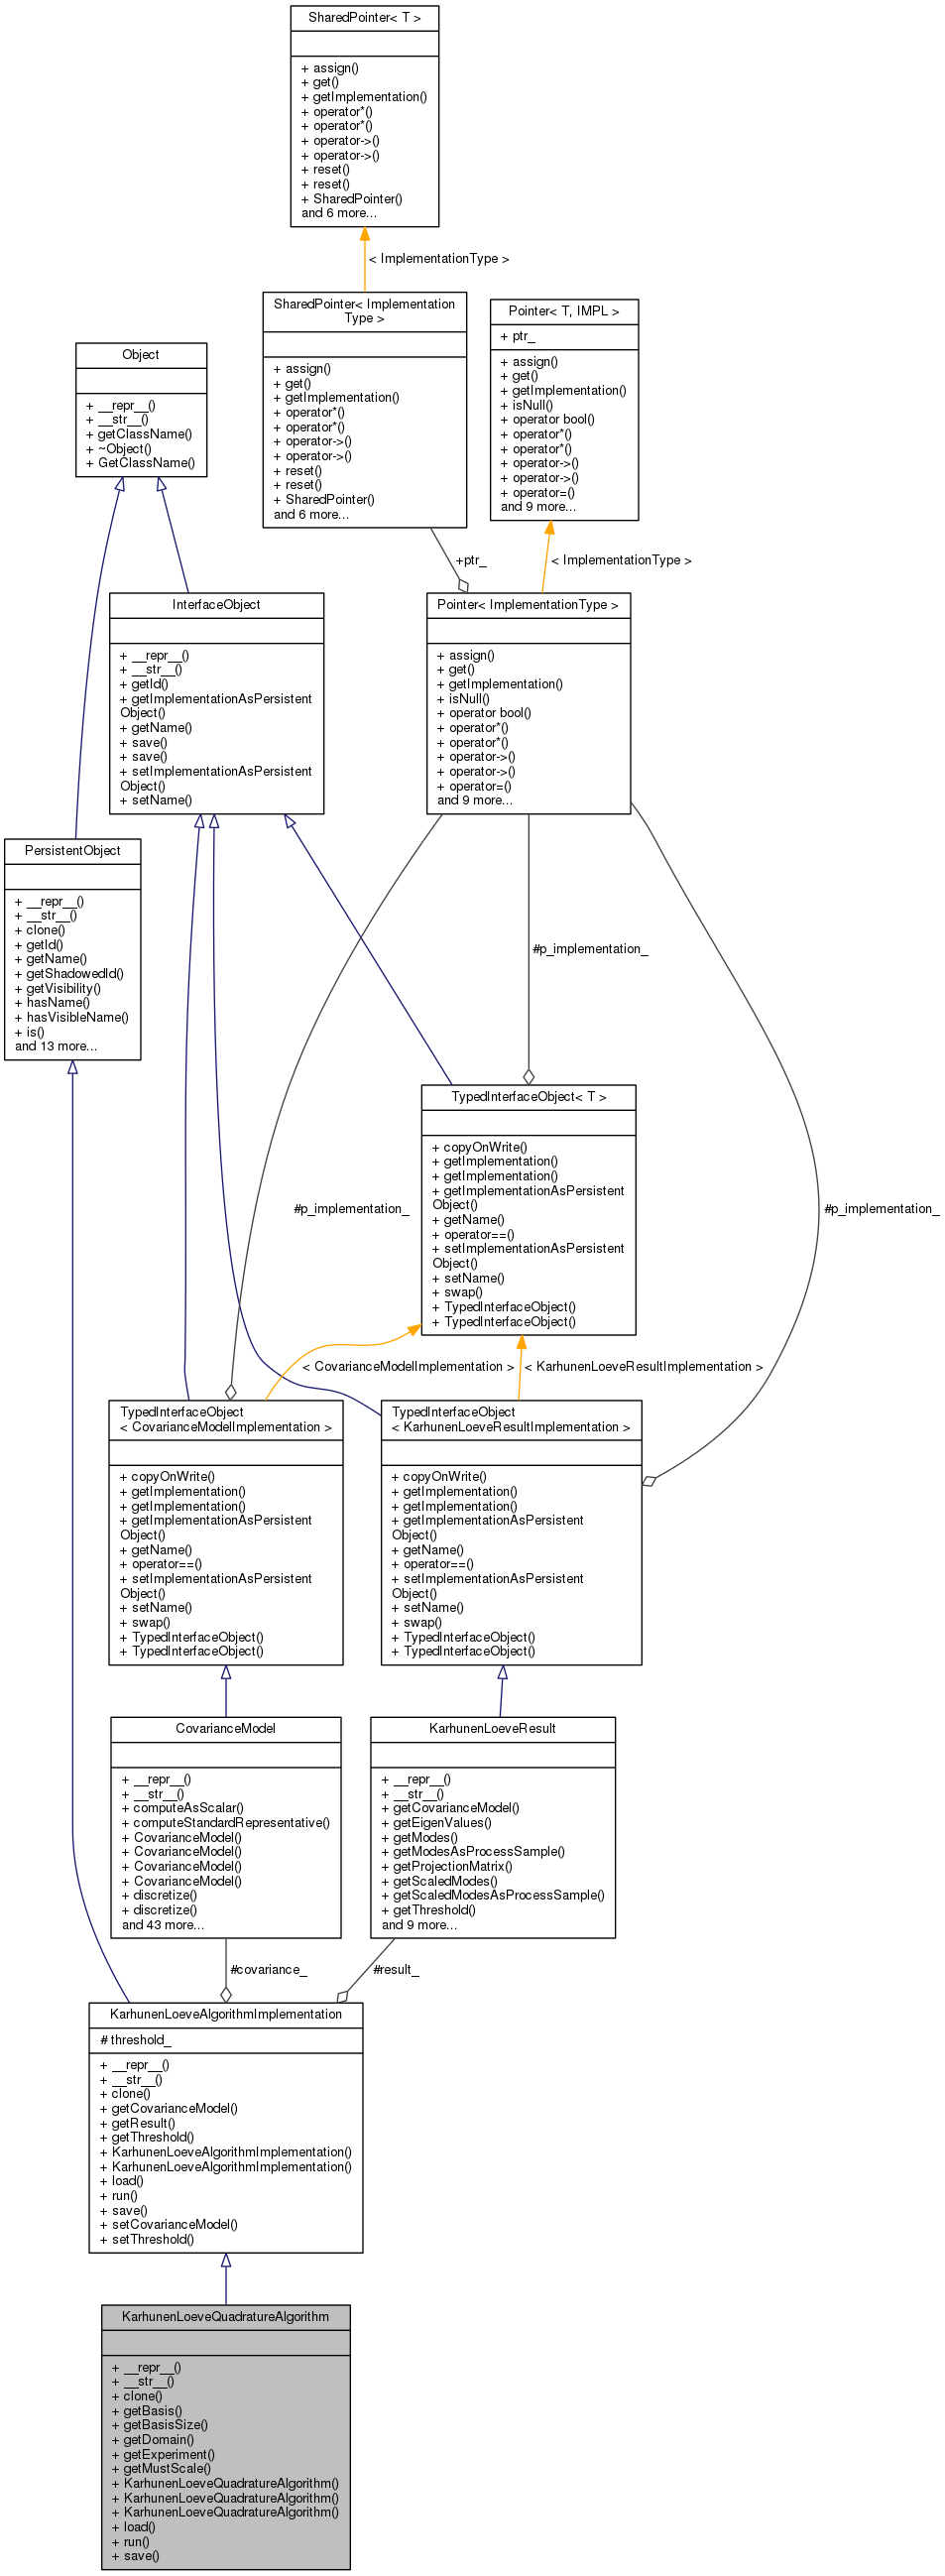 SharedPointer< T >
+ assign()
+ get()
+ getImplementation()
+ operator*()
+ operator*()
+ operator->()
+ operator->()
+ reset()
+ reset()
+ SharedPointer()
and 6 more...
< ImplementationType >
SharedPointer< Implementation
Type >
+ assign()
+ get()
+ getImplementation()
+ operator*()
+ operator*()
+ operator->()
+ operator->()
+ reset()
+ reset()
+ SharedPointer()
and 6 more...
Pointer< T, IMPL >
+ ptr_
+ assign()
+ get()
+ getImplementation()
+ isNull()
+ operator bool()
+ operator*()
+ operator*()
+ operator->()
+ operator->()
+ operator=()
and 9 more...
Object
+ __repr__()
+ __str__()
+ getClassName()
+ ~Object()
+ GetClassName()
+ptr_
< ImplementationType >
InterfaceObject
+ __repr__()
+ __str__()
+ getId()
+ getImplementationAsPersistent
Object()
+ getName()
+ save()
+ save()
+ setImplementationAsPersistent
Object()
+ setName()
Pointer< ImplementationType >
+ assign()
+ get()
+ getImplementation()
+ isNull()
+ operator bool()
+ operator*()
+ operator*()
+ operator->()
+ operator->()
+ operator=()
and 9 more...
PersistentObject
+ __repr__()
+ __str__()
+ clone()
+ getId()
+ getName()
+ getShadowedId()
+ getVisibility()
+ hasName()
+ hasVisibleName()
+ is()
and 13 more...
#p_implementation_
TypedInterfaceObject< T >
+ copyOnWrite()
+ getImplementation()
+ getImplementation()
+ getImplementationAsPersistent
Object()
+ getName()
+ operator==()
+ setImplementationAsPersistent
Object()
+ setName()
+ swap()
+ TypedInterfaceObject()
+ TypedInterfaceObject()
#p_implementation_
#p_implementation_
< CovarianceModelImplementation >
< KarhunenLoeveResultImplementation >
TypedInterfaceObject
< CovarianceModelImplementation >
+ copyOnWrite()
+ getImplementation()
+ getImplementation()
+ getImplementationAsPersistent
Object()
+ getName()
+ operator==()
+ setImplementationAsPersistent
Object()
+ setName()
+ swap()
+ TypedInterfaceObject()
+ TypedInterfaceObject()
TypedInterfaceObject
< KarhunenLoeveResultImplementation >
+ copyOnWrite()
+ getImplementation()
+ getImplementation()
+ getImplementationAsPersistent
Object()
+ getName()
+ operator==()
+ setImplementationAsPersistent
Object()
+ setName()
+ swap()
+ TypedInterfaceObject()
+ TypedInterfaceObject()
CovarianceModel
+ __repr__()
+ __str__()
+ computeAsScalar()
+ computeStandardRepresentative()
+ CovarianceModel()
+ CovarianceModel()
+ CovarianceModel()
+ CovarianceModel()
+ discretize()
+ discretize()
and 43 more...
KarhunenLoeveResult
+ __repr__()
+ __str__()
+ getCovarianceModel()
+ getEigenValues()
+ getModes()
+ getModesAsProcessSample()
+ getProjectionMatrix()
+ getScaledModes()
+ getScaledModesAsProcessSample()
+ getThreshold()
and 9 more...
#covariance_
#result_
KarhunenLoeveAlgorithmImplementation
# threshold_
+ __repr__()
+ __str__()
+ clone()
+ getCovarianceModel()
+ getResult()
+ getThreshold()
+ KarhunenLoeveAlgorithmImplementation()
+ KarhunenLoeveAlgorithmImplementation()
+ load()
+ run()
+ save()
+ setCovarianceModel()
+ setThreshold()
KarhunenLoeveQuadratureAlgorithm
+ __repr__()
+ __str__()
+ clone()
+ getBasis()
+ getBasisSize()
+ getDomain()
+ getExperiment()
+ getMustScale()
+ KarhunenLoeveQuadratureAlgorithm()
+ KarhunenLoeveQuadratureAlgorithm()
+ KarhunenLoeveQuadratureAlgorithm()
+ load()
+ run()
+ save()